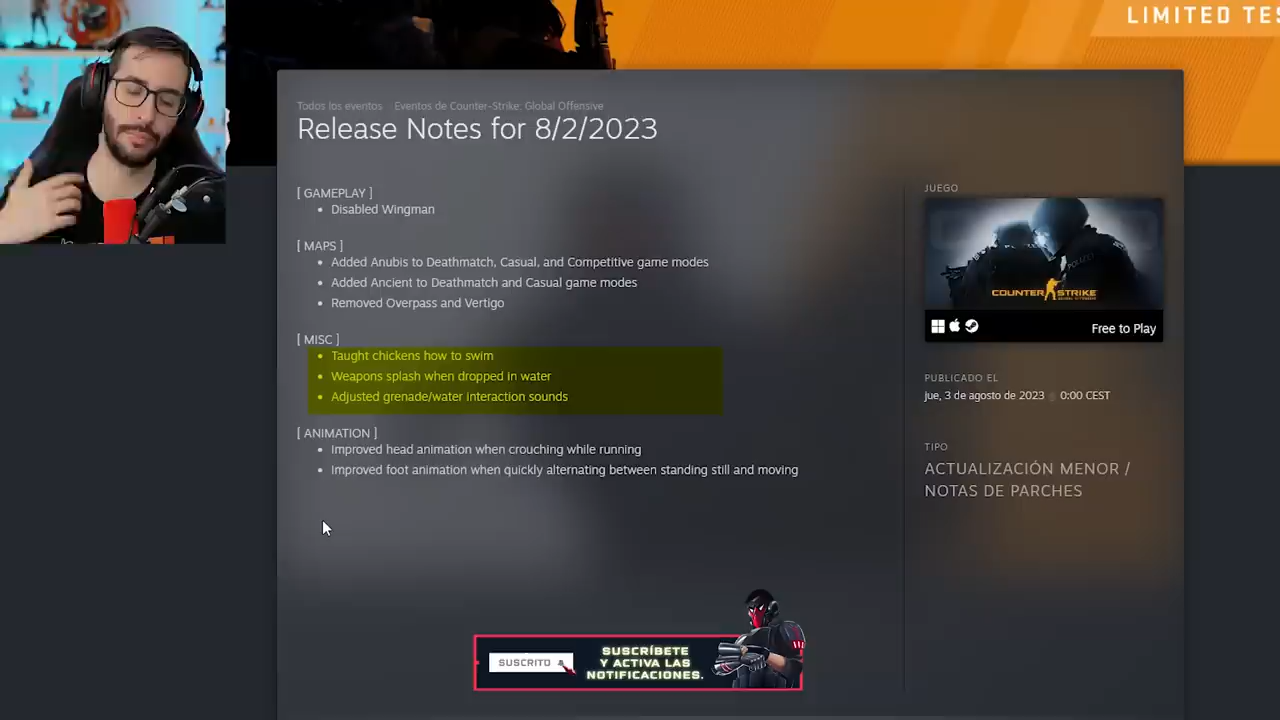 LIMITED TES
Todos los eventos Eventos de Counter-Strike: Global Offensive
Release Notes for 8/2/2023
[ GAMEPLAY ]
• Disabled Wingman
[ MAPS ]
• Added Anubis to Deathmatch, Casual, and Competitive game modes
• Added Ancient to Deathmatch and Casual game modes
• Removed Overpass and Vertigo
[ MISC ]
• Taught chickens how to swim
• Weapons splash when dropped in water
• Adjusted grenade/water interaction sounds
[ ANIMATION ]
• Improved head animation when crouching while running
• Improved foot animation when quickly alternating between standing still and moving
JUEGO
POLIZEI
COUNTER STRIKE
GLOBAL OFFENSIVE
Free to Play
PUBLICADO EL
jue, 3 de agosto de 2023 0:00 CEST
TIPO
ACTUALIZACIÓN MENOR /
NOTAS DE PARCHES
SUSCRITO
SUSCRÍBETE
Y ACTIVA LAS
NOTIFICACIONES.